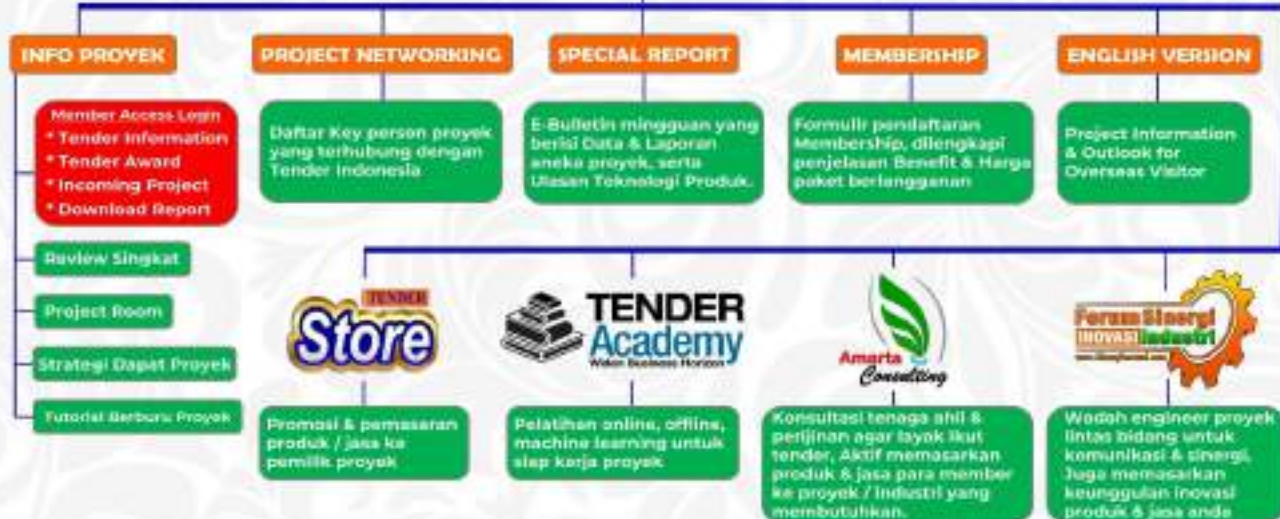 INFO PROYEK
Member Access Login
* Tender Information
* Tender Award
* Incoming Project
* Download Report
Review Singkat
Project Room
Strategi Dapat Proyek
Tutorial Berburu Proyek
PROJECT NETWORKING
Daftar Key person proyek
yang terhubung dengan
Tender Indonesia
SPECIAL REPORT
E-Bulletin mingguan yang
berisi Data & Laporan
aneka proyek, serta
Ulasan Teknologi Produk.
MEMBERSHIP
Formulir pendaftaran
Membership, dilengkapi
penjelasan Benefit & Harga
paket berlangganan
ENGLISH VERSION
Project Information
& Outlook for
Overseas Visitor
TENDER
Store
Promosi & pemasaran
produk / jasa ke
pemilik proyek
TENDER
Academy
Widen Business Horizon
Pelatihan online, offline,
machine learning untuk
siap kerja proyek
Amarta
Consulting
Konsultasi tenaga ahli &
perijinan agar layak ikut
tender, Aktif memasarkan
produk & jasa para member
ke proyek / industri yang
membutuhkan.
Forum Sinergi
INOVASI Industri
Wadah engineer proyek
lintas bidang untuk
komunikasi & sinergi,
Juga memasarkan
keunggulan inovasi
produk & jasa anda